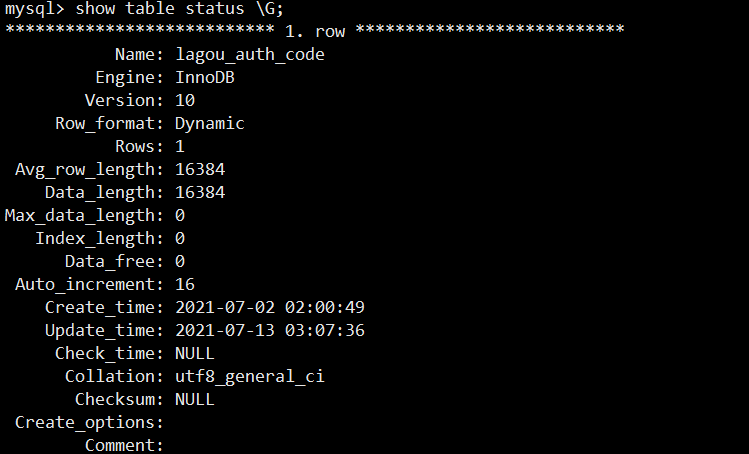 mysql> show table status \G;
*************************** 1. row ***************************
Name: lagou_auth_code
Engine: InnoDB
Version: 10
Row_format: Dynamic
Rows: 1
Avg_row_length: 16384
Data_length: 16384
Max_data_length: 0
Index_length: 0
Data_free: 0
Auto_increment: 16
Create_time: 2021-07-02 02:00:49
Update_time: 2021-07-13 03:07:36
Check_time: NULL
Collation: utf8_general_ci
Checksum: NULL
Create_options:
Comment: